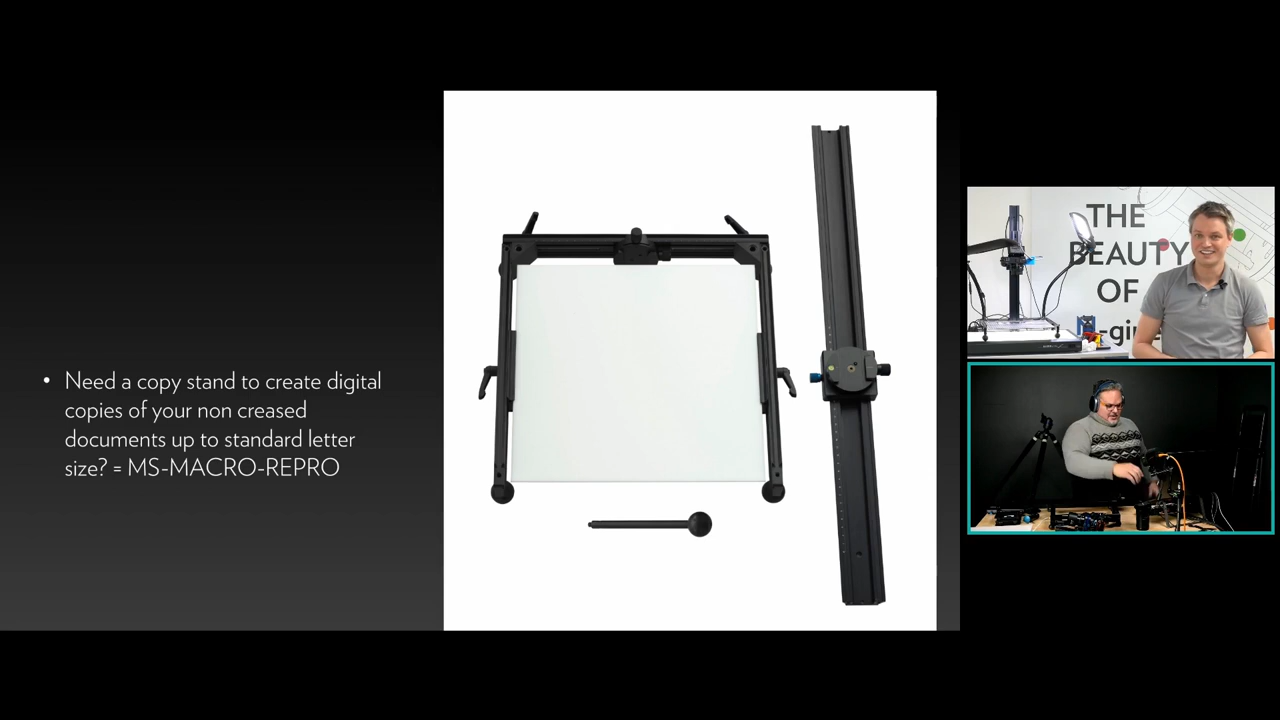 • Need a copy stand to create digital
copies of your non creased
documents up to standard letter
size? = MS-MACRO-REPRO
THE
BEAUTY
OF